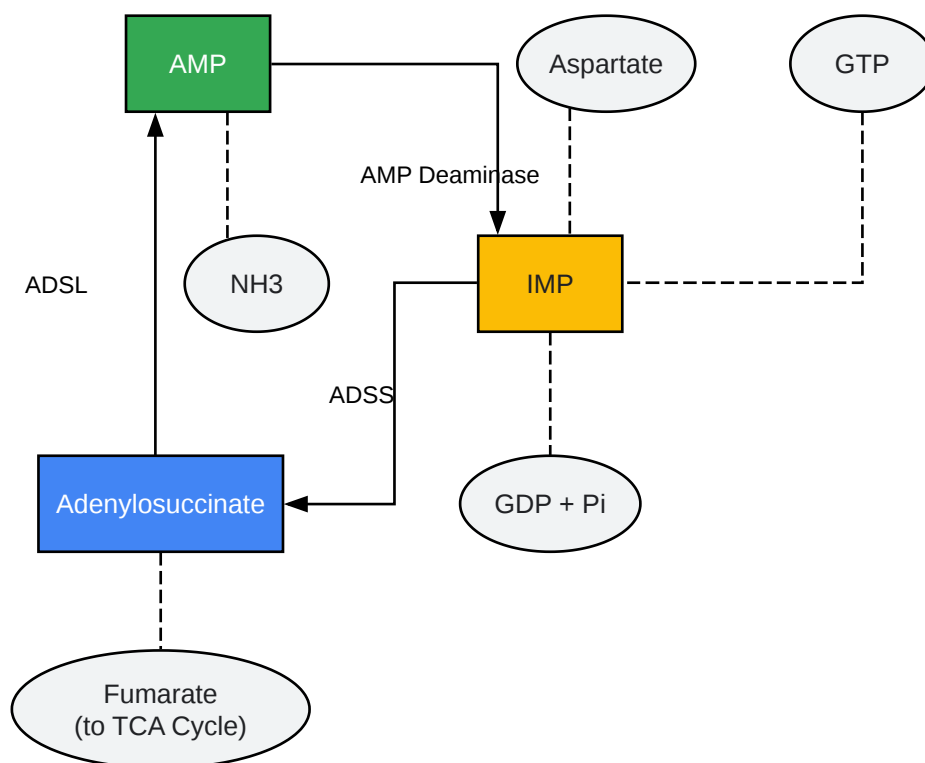 AMP
Aspartate
GTP
AMP Deaminase
ADSL
NH3
IMP
ADSS
Adenylosuccinate
GDP + Pi
Fumarate
(to TCA Cycle)